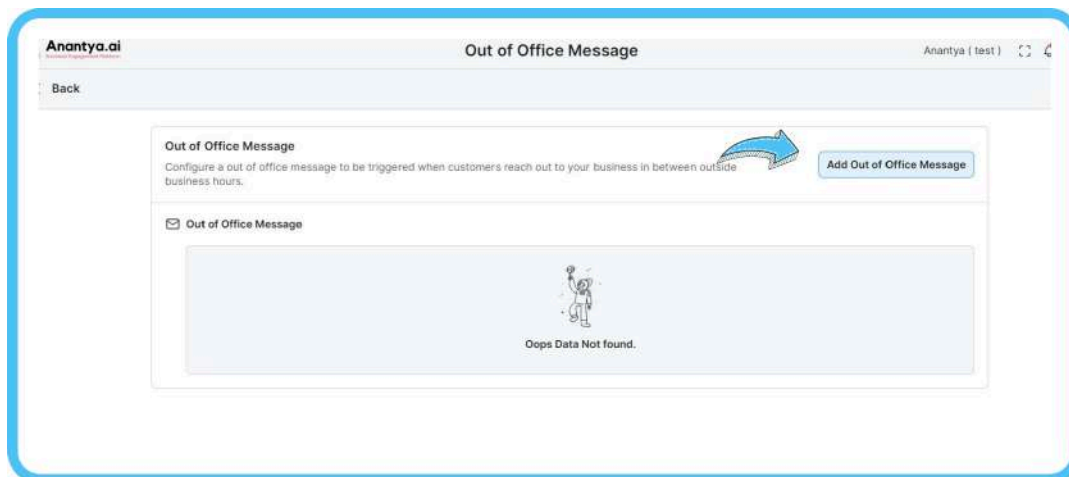 Anantya.ai
Out of Office Message
Anantya ( test )
Back
Out of Office Message
Configure a out of office message to be triggered when customers reach out to your business in between outside
business hours.
Add Out of Office Message
Out of Office Message
Oops Data Not found.